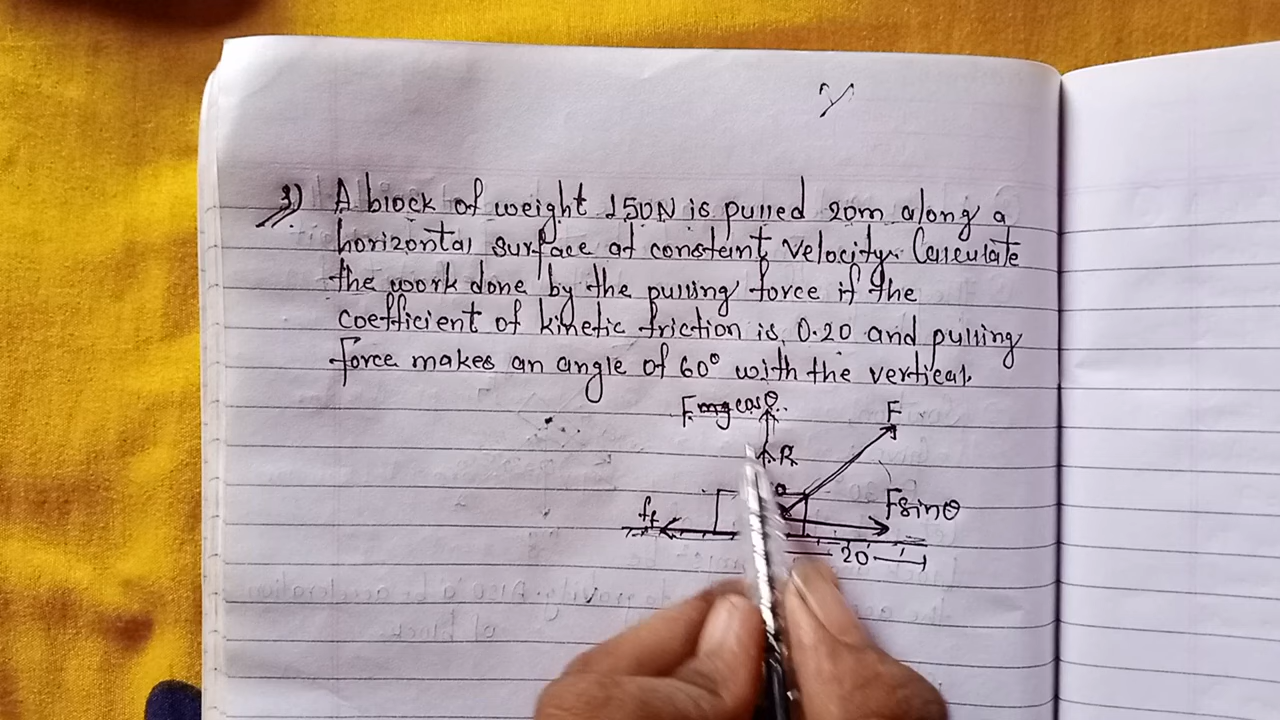 3) A block of weight 150N is pulled 20m along a
horizontal surface at constant velocity. Calculate
the work done by the pulling force if the
coefficient of kinetic friction is 0.20 and pulling
force makes an angle of 60° with the vertical.
F cosθ
F
R
θ
fr
Fsinθ
20